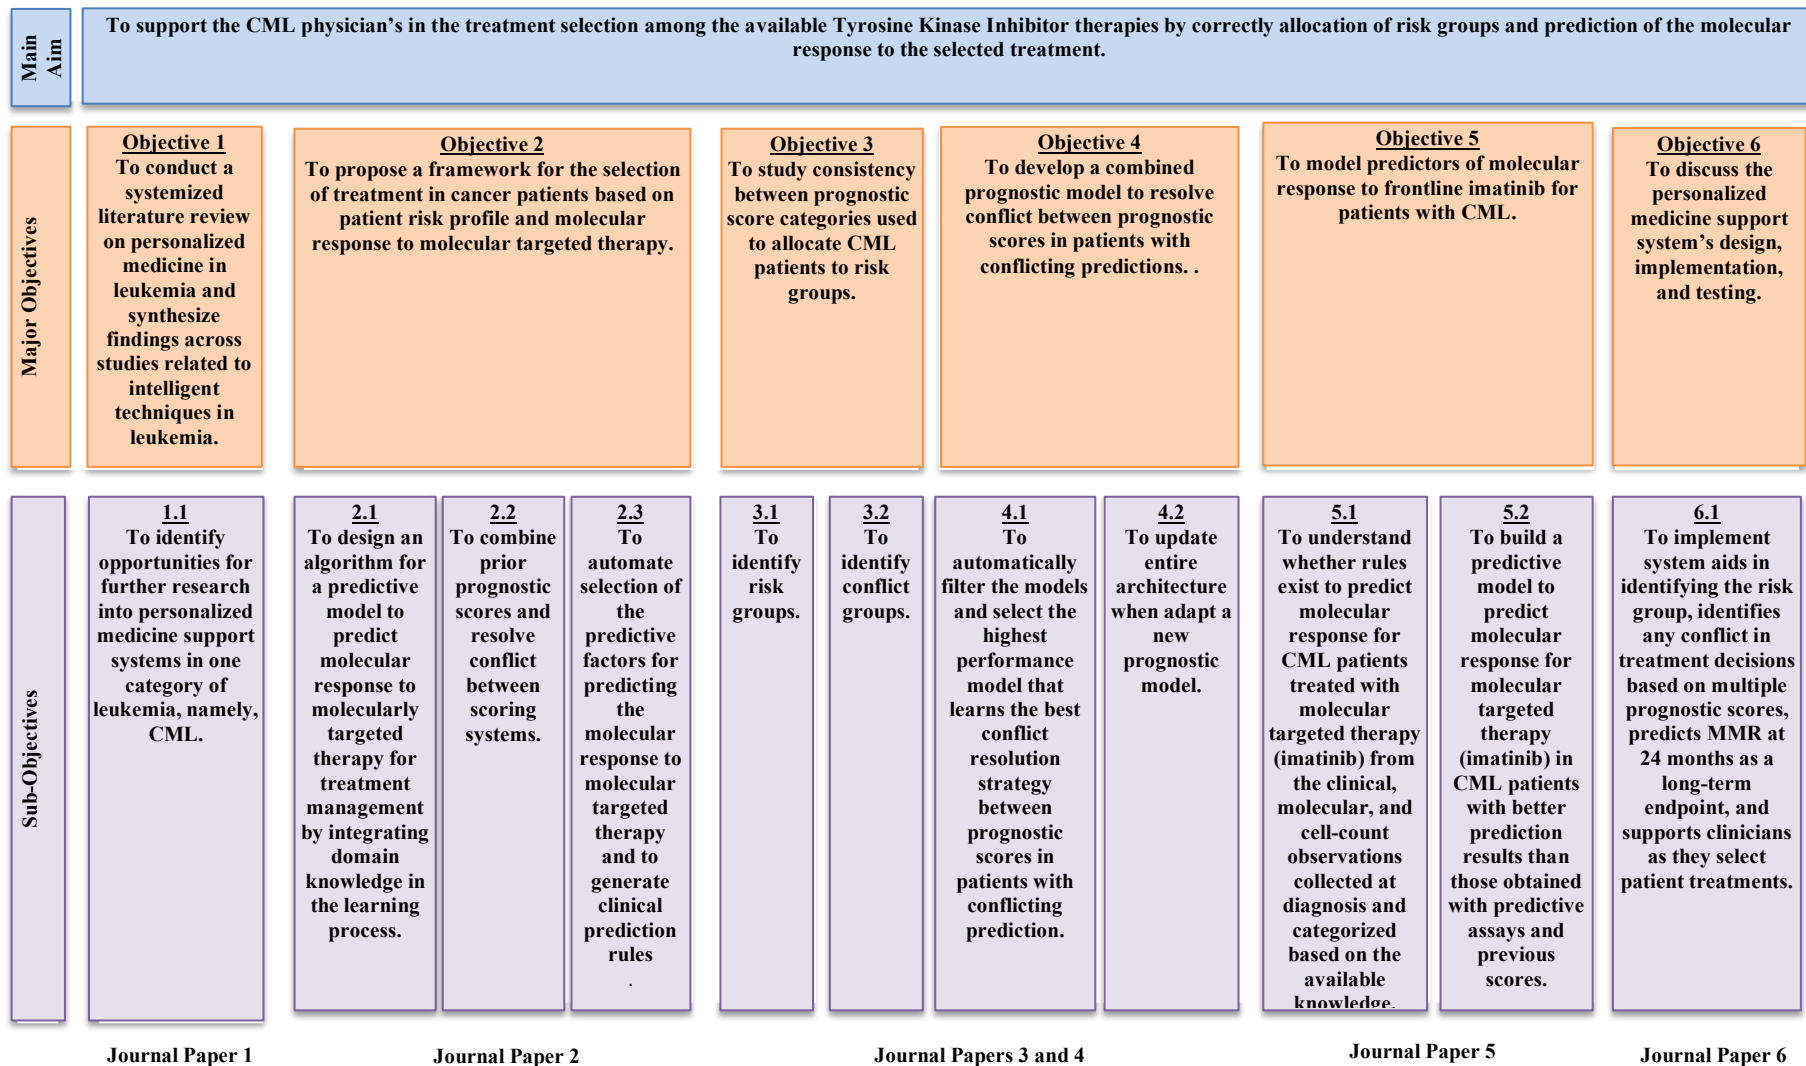 Main
Aim
To support the CML physician's in the treatment selection among the available Tyrosine Kinase Inhibitor therapies by correctly allocation of risk groups and prediction of the molecular
response to the selected treatment.
Major Objectives
Objective 1
To conduct a
systemized
literature review
on personalized
medicine in
leukemia and
synthesize
findings across
studies related to
intelligent
techniques in
leukemia.
Objective 2
To propose a framework for the selection
of treatment in cancer patients based on
patient risk profile and molecular
response to molecular targeted therapy.
Objective 3
To study consistency
between prognostic
score categories used
to allocate CML
patients to risk
groups.
Objective 4
To develop a combined
prognostic model to resolve
conflict between prognostic
scores in patients with
conflicting predictions. .
Objective 5
To model predictors of molecular
response to frontline imatinib for
patients with CML.
Objective 6
To discuss the
personalized
medicine support
system's design,
implementation,
and testing.
Sub-Objectives
1.1
To identify
opportunities for
further research
into personalized
medicine support
systems in one
category of
leukemia, namely,
CML.
2.1
To design an
algorithm for
a predictive
model to
predict
molecular
response to
molecularly
targeted
therapy for
treatment
management
by integrating
domain
knowledge in
the learning
process.
2.2
To combine
prior
prognostic
scores and
resolve
conflict
between
scoring
systems.
2.3
To
automate
selection of
the
predictive
factors for
predicting
the
molecular
response to
molecular
targeted
therapy
and to
generate
clinical
prediction
rules
.
3.1
To
identify
risk
groups.
3.2
To
identify
conflict
groups.
4.1
To
automatically
filter the models
and select the
highest
performance
model that
learns the best
conflict
resolution
strategy
between
prognostic
scores in
patients with
conflicting
prediction.
4.2
To update
entire
architecture
when adapt a
new
prognostic
model.
5.1
To understand
whether rules
exist to predict
molecular
response for
CML patients
treated with
molecular
targeted therapy
(imatinib) from
the clinical,
molecular, and
cell-count
observations
collected at
diagnosis and
categorized
based on the
available
knowledge.
5.2
To build a
predictive
model to
predict
molecular
response for
molecular
targeted
therapy
(imatinib) in
CML patients
with better
prediction
results than
those obtained
with predictive
assays and
previous
scores.
6.1
To implement
system aids in
identifying the risk
group, identifies
any conflict in
treatment decisions
based on multiple
prognostic scores,
predicts MMR at
24 months as a
long-term
endpoint, and
supports clinicians
as they select
patient treatments.
Journal Paper 1
Journal Paper 2
Journal Papers 3 and 4
Journal Paper 5
Journal Paper 6